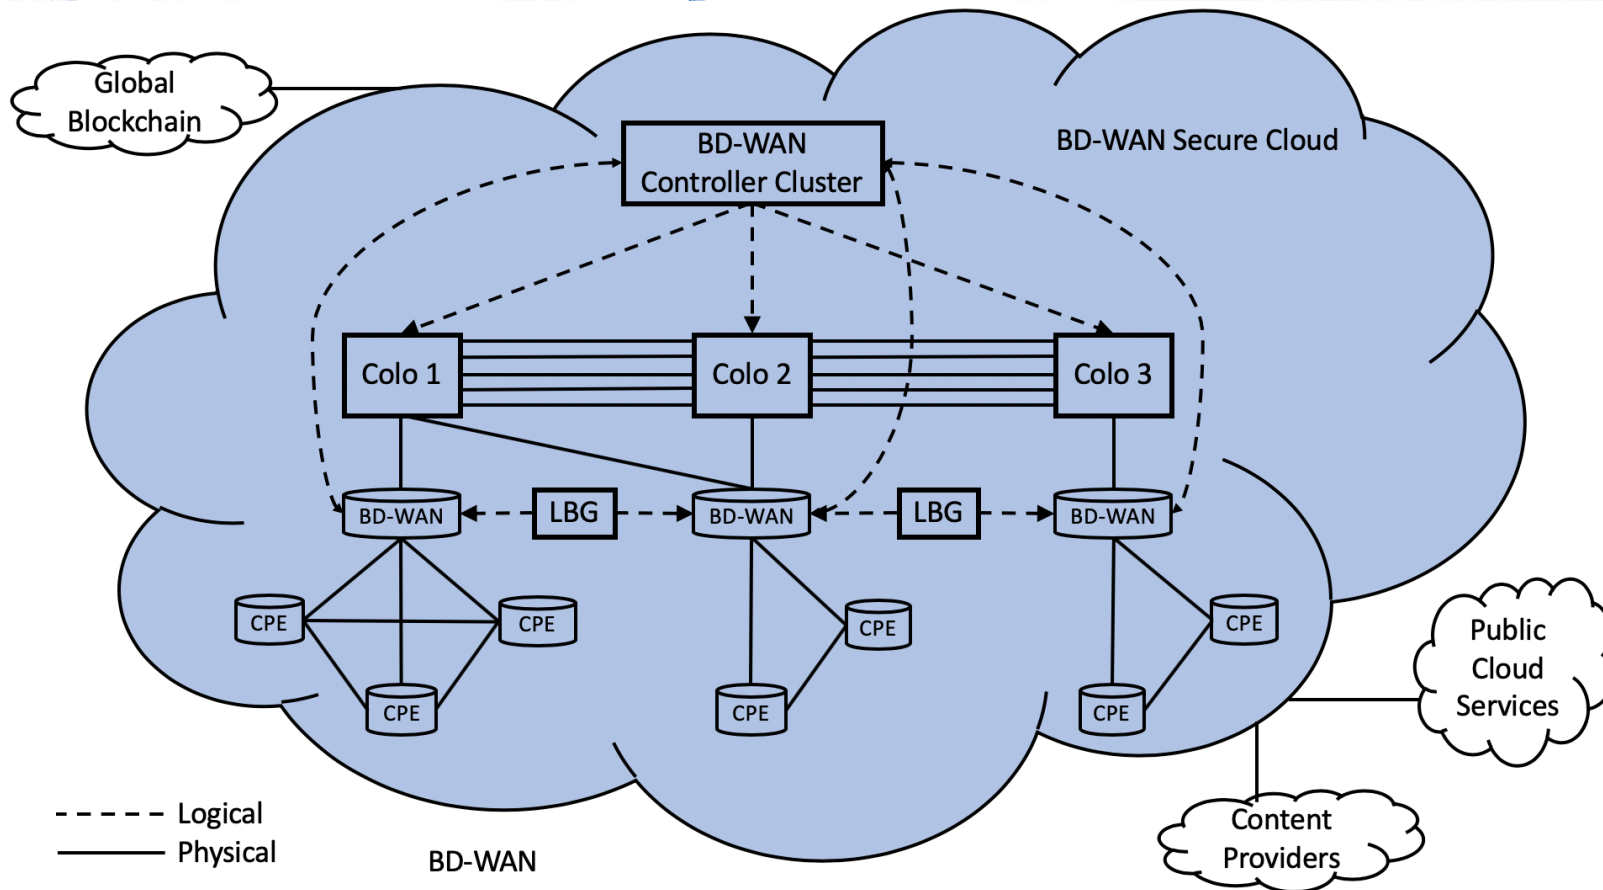 Global
Blockchain
BD-WAN
Controller Cluster
BD-WAN Secure Cloud
Colo 1
Colo 2
Colo 3
BD-WAN
LBG
BD-WAN
LBG
BD-WAN
CPE
CPE
CPE
CPE
CPE
CPE
CPE
Public
Cloud
Services
Content
Providers
Logical
Physical
BD-WAN